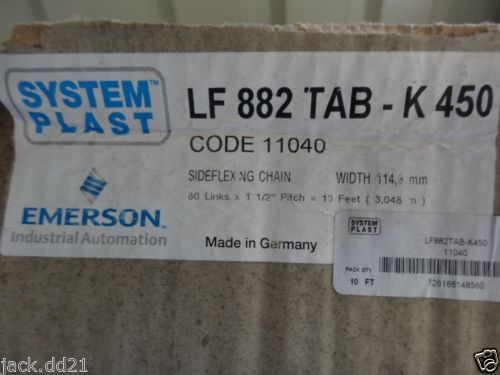 SYSTEM™
PLAST
LF 882 TAB - K 450
CODE 11040
SIDEFLEXING CHAIN WIDTH 114,3 mm
80 Links x 1 1/2" Pitch = 10 Feet ( 3,048 m )
EMERSON
Industrial Automation
Made in Germany
SYSTEM
PLAST
LF882TAB-K450
11040
PACK QTY
10 FT
726166148560
jack.dd21